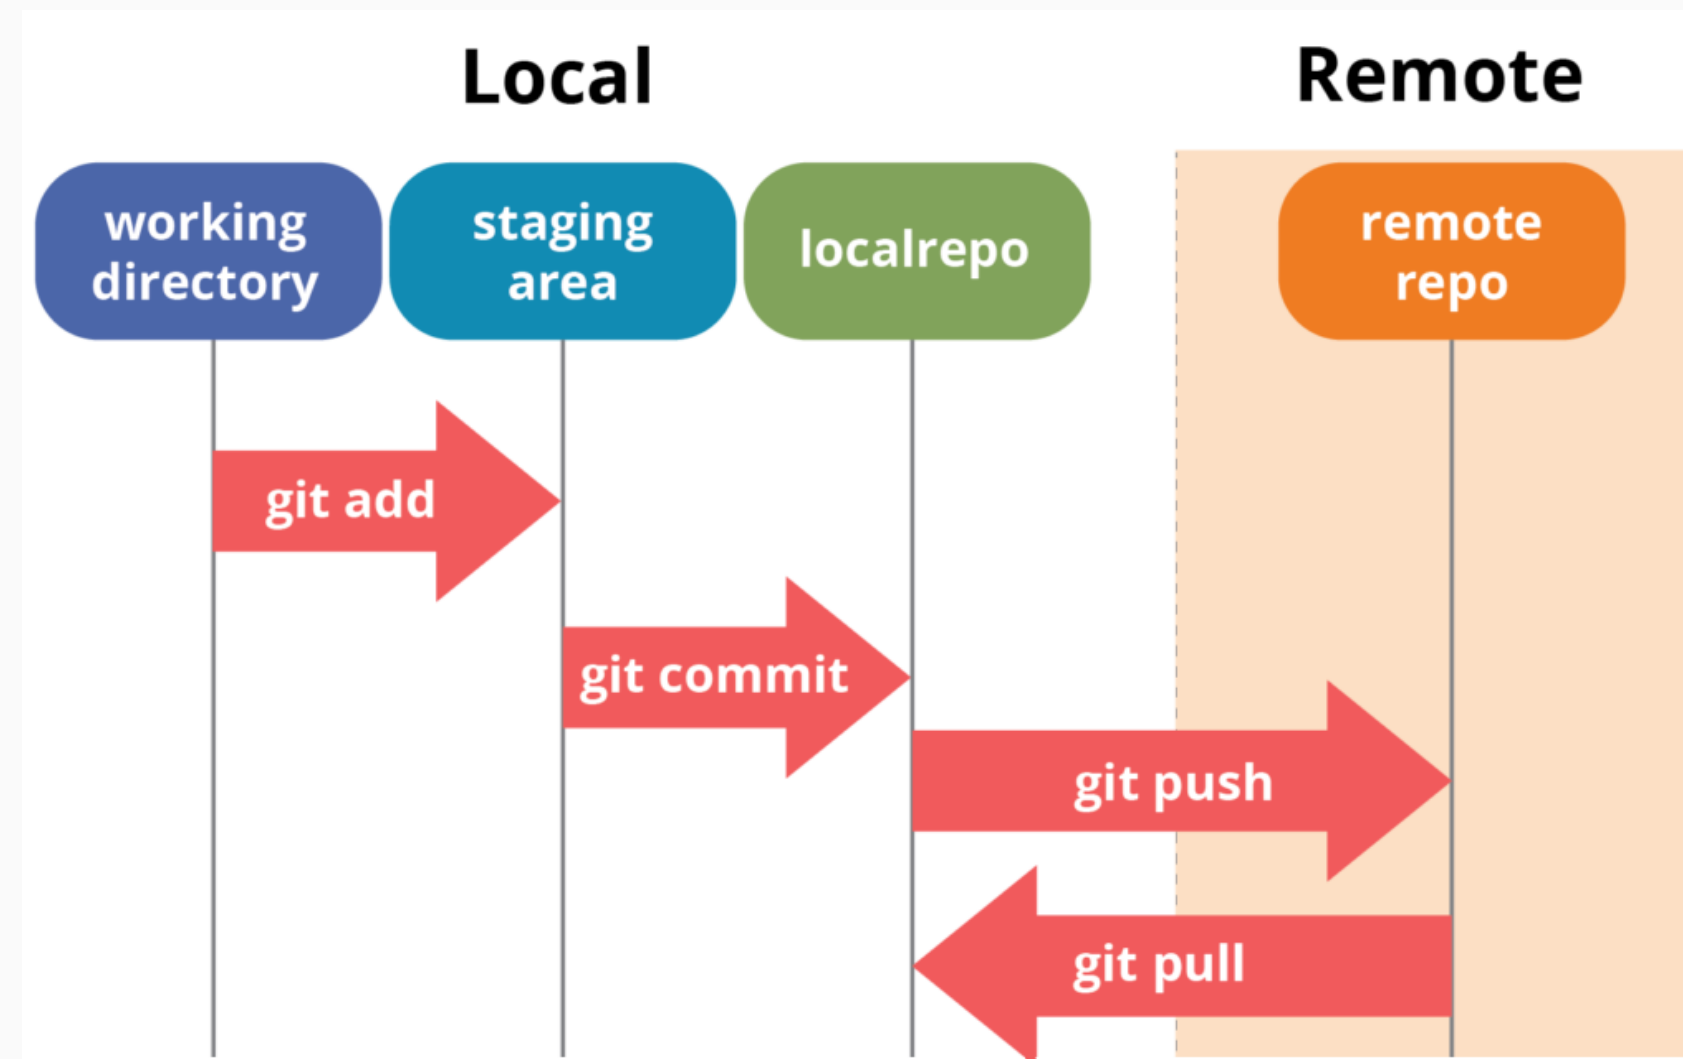 Local
Remote
working
directory
staging
area
localrepo
remote
repo
git add
git commit
git push
git pull